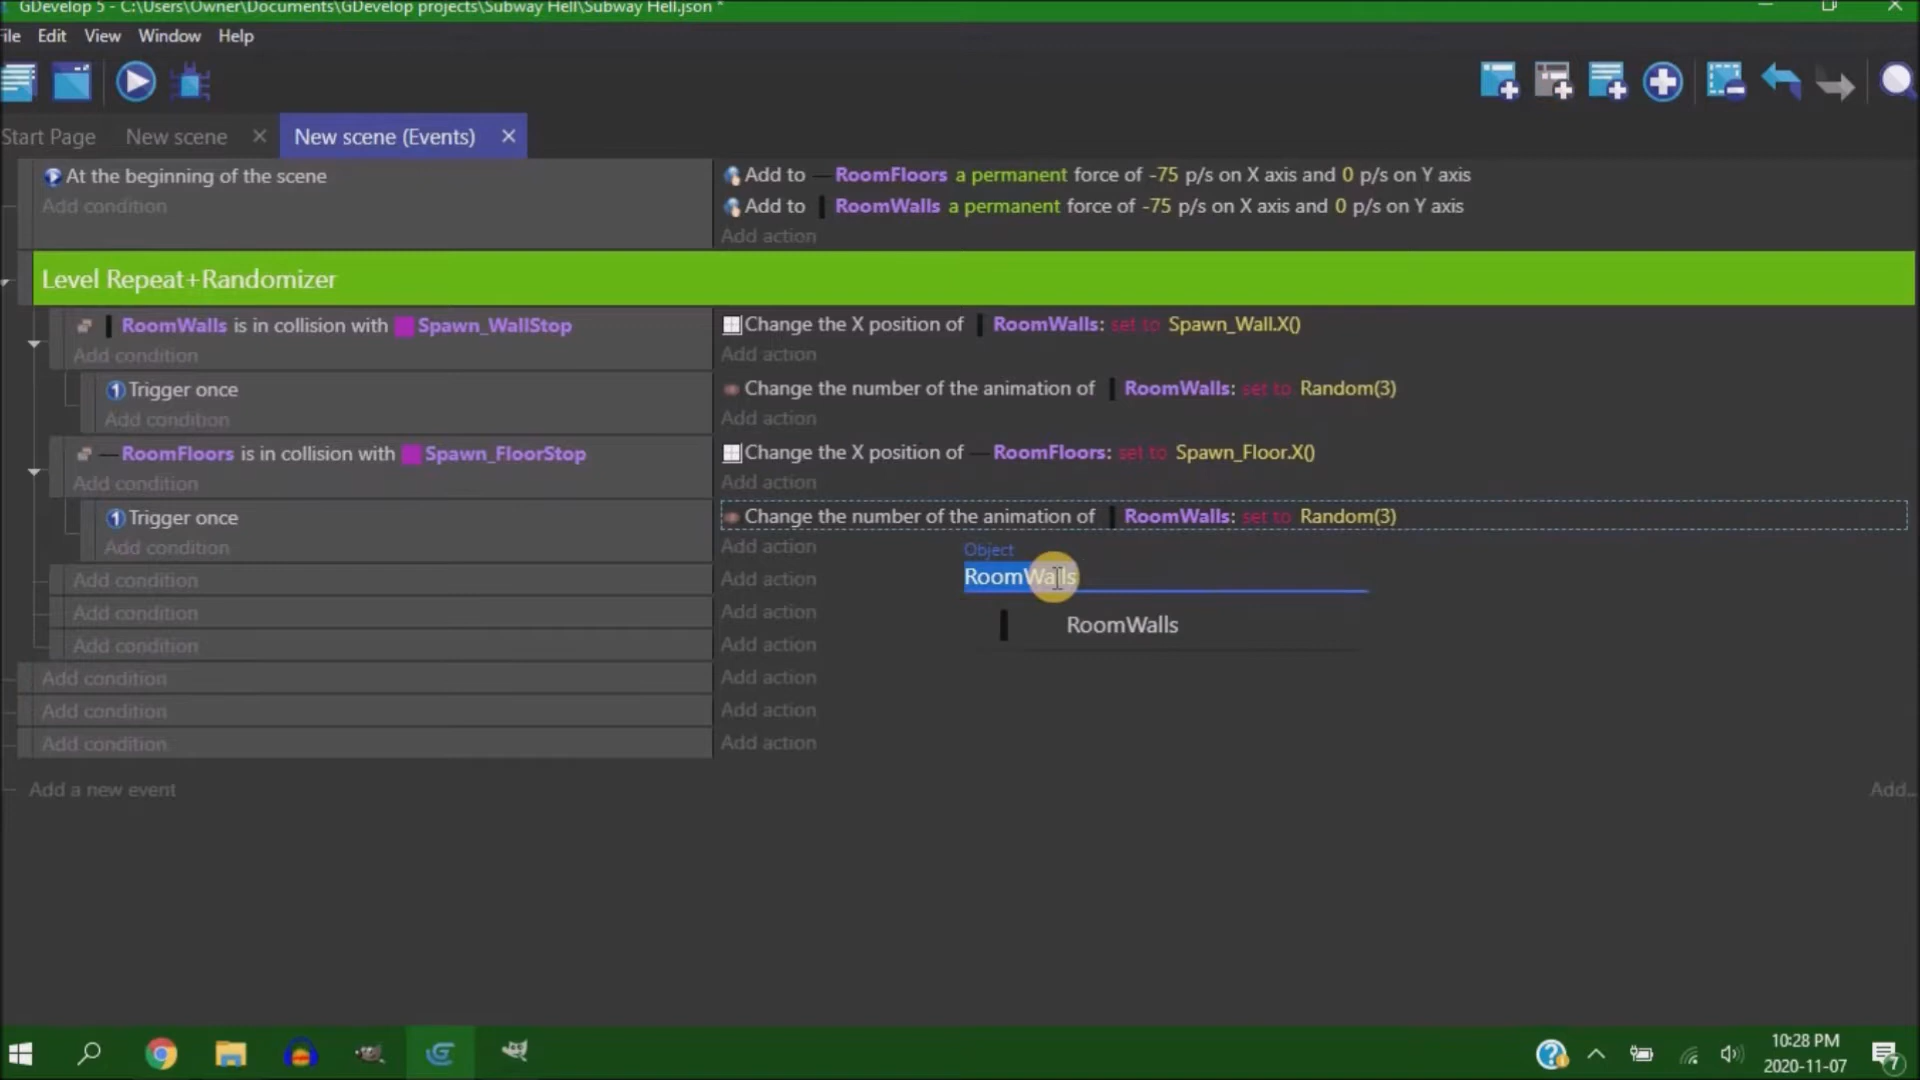 GDevelop 5 - C:\Users\Owner\Documents\GDevelop projects\Subway Hell\Subway Hell.json *
File Edit View Window Help
Start Page New scene New scene (Events)
At the beginning of the scene
Add condition
Add to RoomFloors a permanent force of -75 p/s on X axis and 0 p/s on Y axis
Add to RoomWalls a permanent force of -75 p/s on X axis and 0 p/s on Y axis
Add action
Level Repeat+Randomizer
RoomWalls is in collision with Spawn_WallStop
Add condition
Change the X position of RoomWalls: set to Spawn_Wall.X()
Add action
1 Trigger once
Add condition
Change the number of the animation of RoomWalls: set to Random(3)
Add action
RoomFloors is in collision with Spawn_FloorStop
Add condition
Change the X position of RoomFloors: set to Spawn_Floor.X()
Add action
1 Trigger once
Add condition
Change the number of the animation of RoomWalls: set to Random(3)
Add action
Object
RoomWalls
RoomWalls
Add condition Add action
Add condition Add action
Add condition Add action
Add condition Add action
Add condition Add action
Add condition Add action
Add a new event Add...
10:28 PM
2020-11-07
7